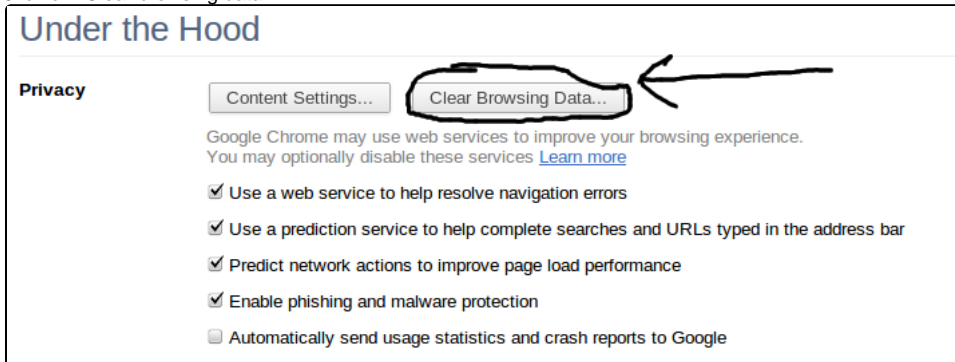 Under the Hood
Privacy
Content Settings... Clear Browsing Data...
Google Chrome may use web services to improve your browsing experience.
You may optionally disable these services Learn more
Use a web service to help resolve navigation errors
Use a prediction service to help complete searches and URLs typed in the address bar
Predict network actions to improve page load performance
Enable phishing and malware protection
Automatically send usage statistics and crash reports to Google